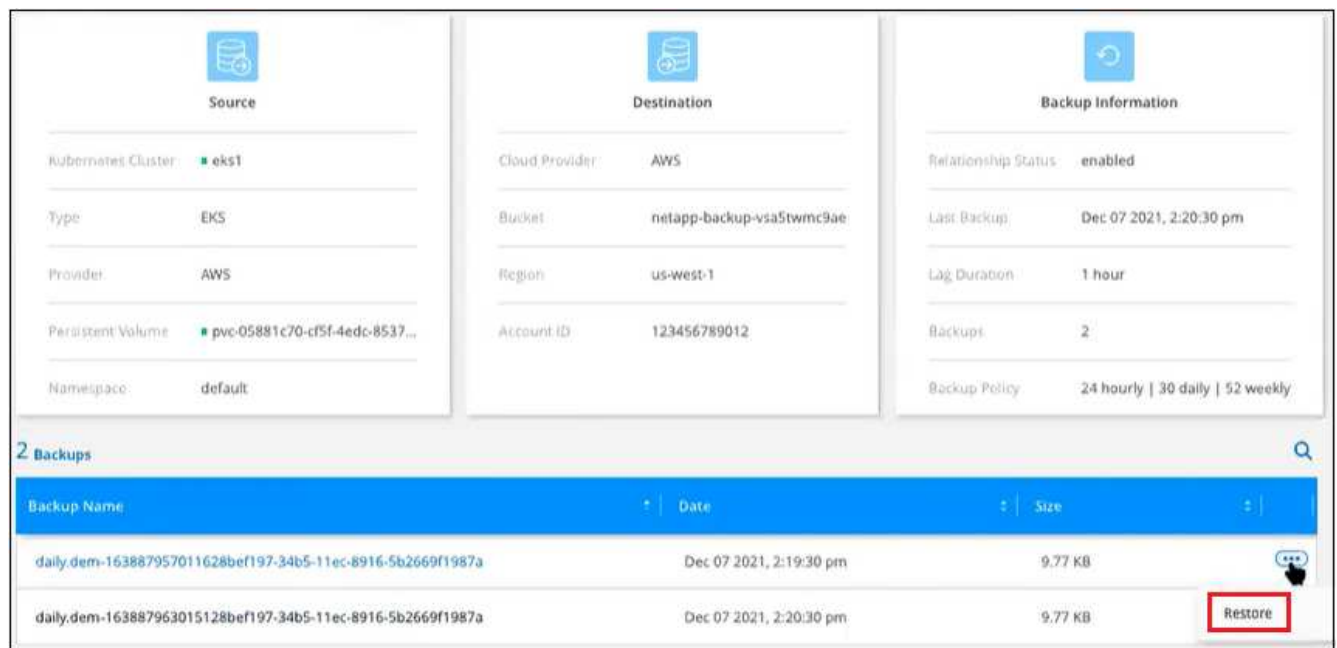 Source
Kubernetes Cluster eks1
Type EKS
Provider AWS
Persistent Volume pvc-05881c70-cf5f-4edc-8537...
Namespace default
Destination
Cloud Provider AWS
Bucket netapp-backup-vsa5twmc9ae
Region us-west-1
Account ID 123456789012
Backup Information
Relationship Status enabled
Last Backup Dec 07 2021, 2:20:30 pm
Lag Duration 1 hour
Backups 2
Backup Policy 24 hourly | 30 daily | 52 weekly
2 Backups
Backup Name Date Size
daily.dem-163887957011628bef197-34b5-11ec-8916-5b2669f1987a Dec 07 2021, 2:19:30 pm 9.77 KB
daily.dem-163887963015128bef197-34b5-11ec-8916-5b2669f1987a Dec 07 2021, 2:20:30 pm 9.77 KB
Restore